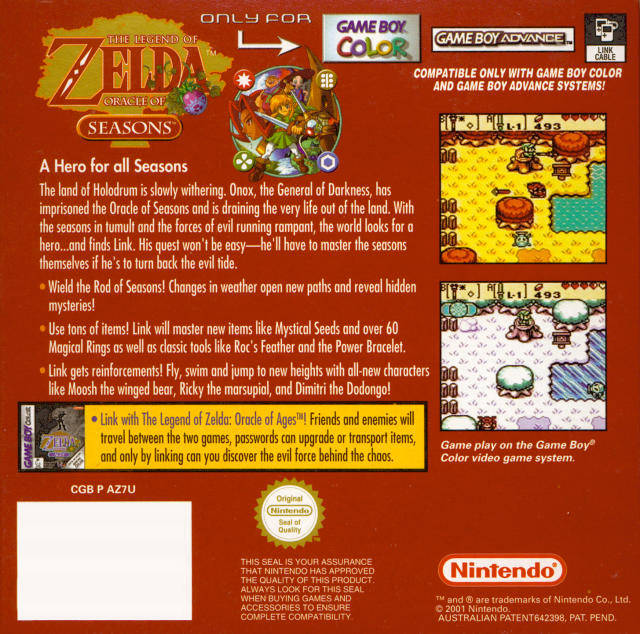 ONLY FOR
GAME BOY COLOR
GAME BOY ADVANCE™
LINK CABLE
COMPATIBLE ONLY WITH GAME BOY COLOR
AND GAME BOY ADVANCE SYSTEMS!
THE LEGEND OF
ZELDA™
ORACLE OF
SEASONS™
A Hero for all Seasons
The land of Holodrum is slowly withering. Onox, the General of Darkness, has
imprisoned the Oracle of Seasons and is draining the very life out of the land. With
the seasons in tumult and the forces of evil running rampant, the world looks for a
hero...and finds Link. His quest won't be easy—he'll have to master the seasons
themselves if he's to turn back the evil tide.
• Wield the Rod of Seasons! Changes in weather open new paths and reveal hidden
mysteries!
• Use tons of items! Link will master new items like Mystical Seeds and over 60
Magical Rings as well as classic tools like Roc's Feather and the Power Bracelet.
• Link gets reinforcements! Fly, swim and jump to new heights with all-new characters
like Moosh the winged bear, Ricky the marsupial, and Dimitri the Dodongo!
GAME BOY COLOR
ZELDA
• Link with The Legend of Zelda: Oracle of Ages™! Friends and enemies will
travel between the two games, passwords can upgrade or transport items,
and only by linking can you discover the evil force behind the chaos.
B A L-1 493
B A L-1 493
Game play on the Game Boy®
Color video game system.
CGB P AZ7U
Original
Nintendo
Seal of
Quality
THIS SEAL IS YOUR ASSURANCE
THAT NINTENDO HAS APPROVED
THE QUALITY OF THIS PRODUCT.
ALWAYS LOOK FOR THIS SEAL
WHEN BUYING GAMES AND
ACCESSORIES TO ENSURE
COMPLETE COMPATIBILITY.
Nintendo®
™ and ® are trademarks of Nintendo Co., Ltd.
© 2001 Nintendo.
AUSTRALIAN PATENT642398, PAT. PEND.